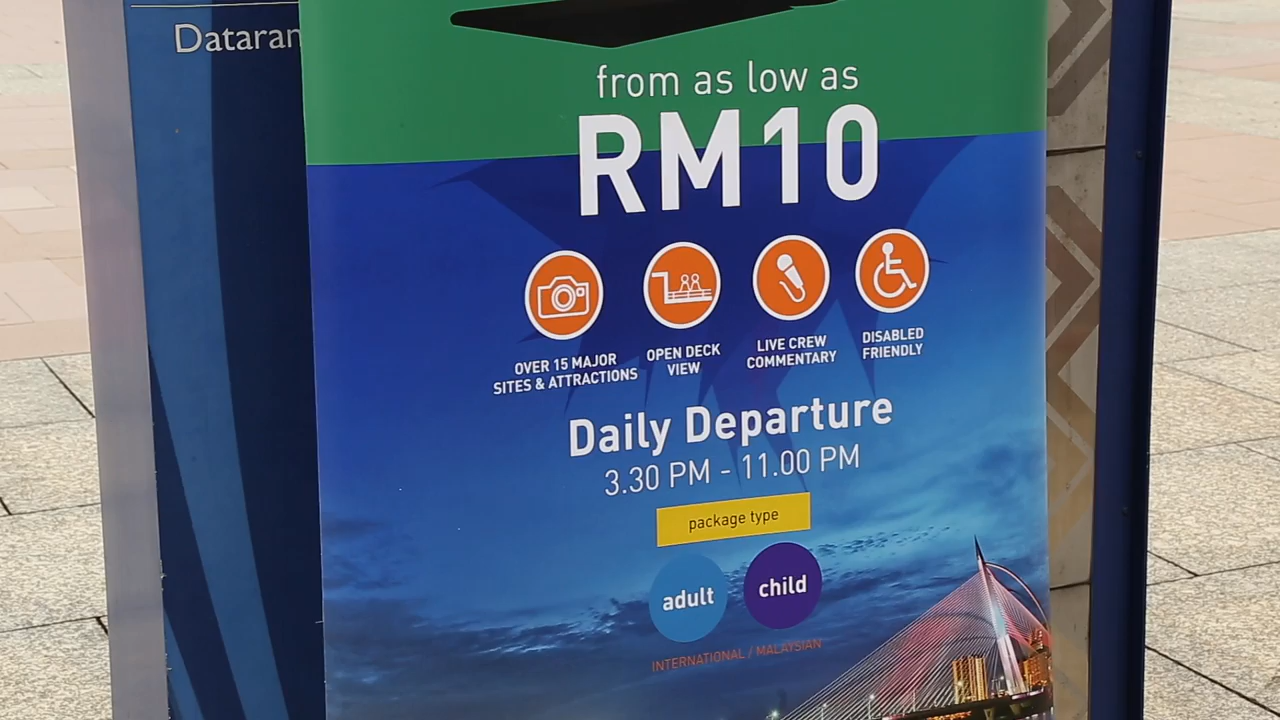 Dataran
from as low as
RM10
OVER 15 MAJOR
SITES & ATTRACTIONS
OPEN DECK
VIEW
LIVE CREW
COMMENTARY
DISABLED
FRIENDLY
Daily Departure
3.30 PM - 11.00 PM
package type
adult
child
INTERNATIONAL / MALAYSIAN